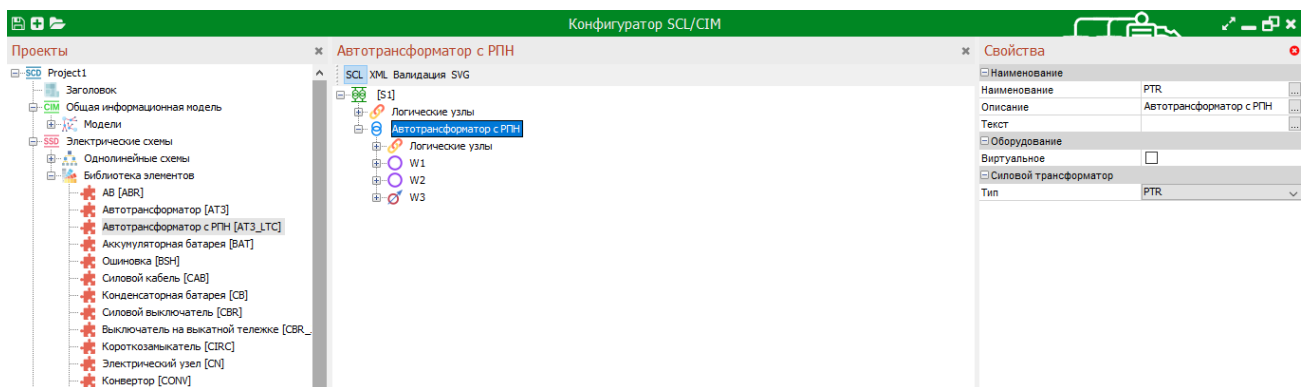 Конфигуратор SCL/CIM
Проекты
SCD Project1
Заголовок
CIM Общая информационная модель
Модели
SSD Электрические схемы
Однолинейные схемы
Библиотека элементов
АВ [ABR]
Автотрансформатор [AT3]
Автотрансформатор с РПН [AT3_LTC]
Аккумуляторная батарея [BAT]
Ошиновка [BSH]
Силовой кабель [CAB]
Конденсаторная батарея [CB]
Силовой выключатель [CBR]
Выключатель на выкатной тележке [CBR_
Короткозамыкатель [CIRC]
Электрический узел [CN]
Конвертор [CONV]
Автотрансформатор с РПН
SCL XML Валидация SVG
[S1]
Логические узлы
Автотрансформатор с РПН
Логические узлы
W1
W2
W3
Свойства
Наименование
Наименование PTR ...
Описание Автотрансформатор с РПН ...
Текст ...
Оборудование
Виртуальное
Силовой трансформатор
Тип PTR